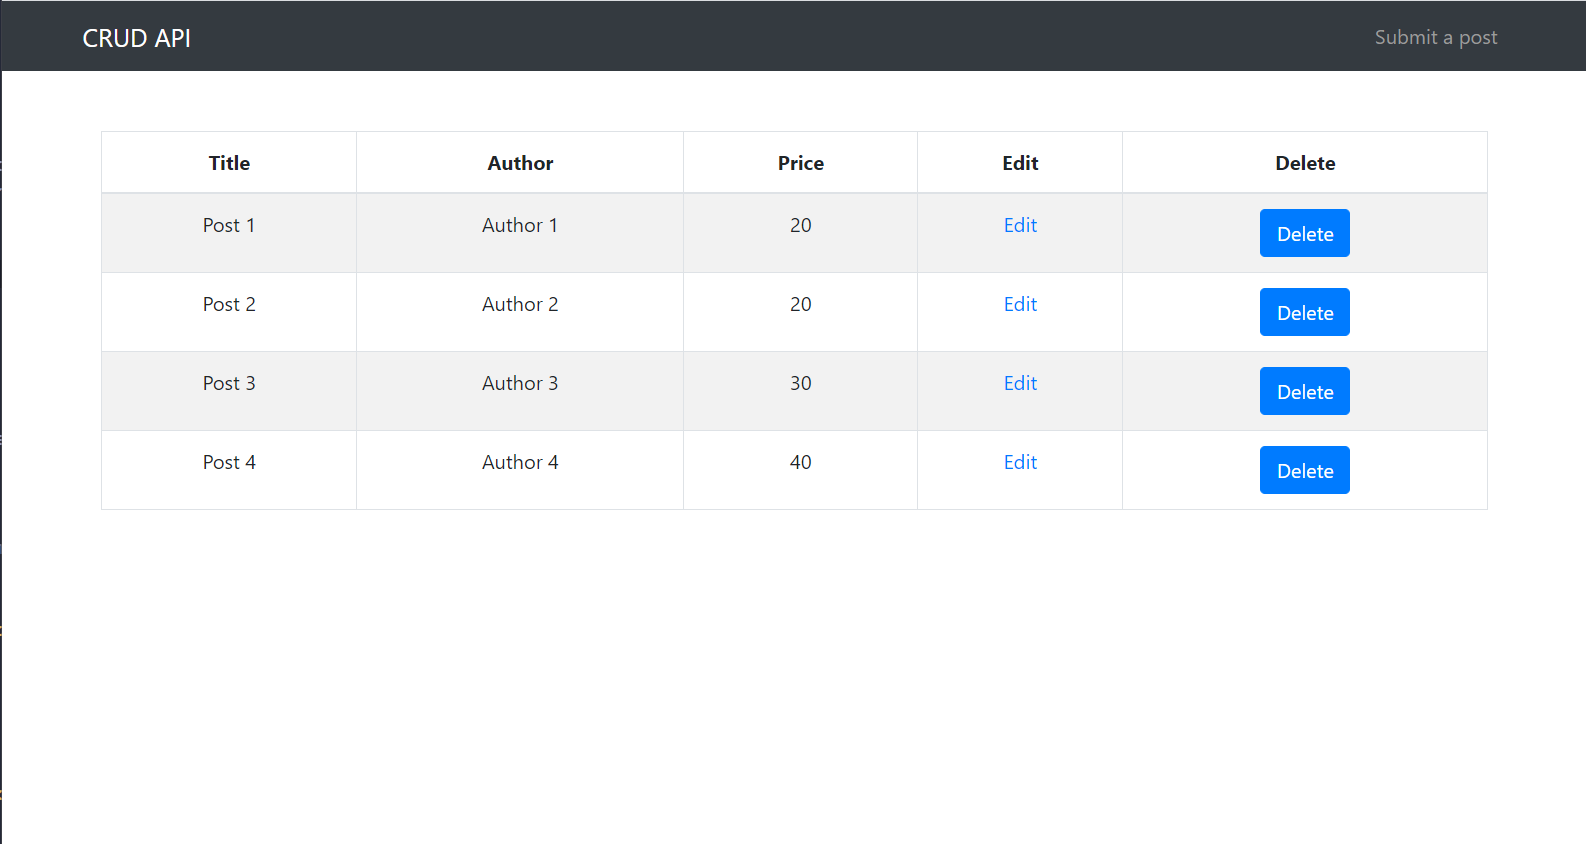 CRUD API Submit a post
Title Author Price Edit Delete
Post 1 Author 1 20 Edit Delete
Post 2 Author 2 20 Edit Delete
Post 3 Author 3 30 Edit Delete
Post 4 Author 4 40 Edit Delete